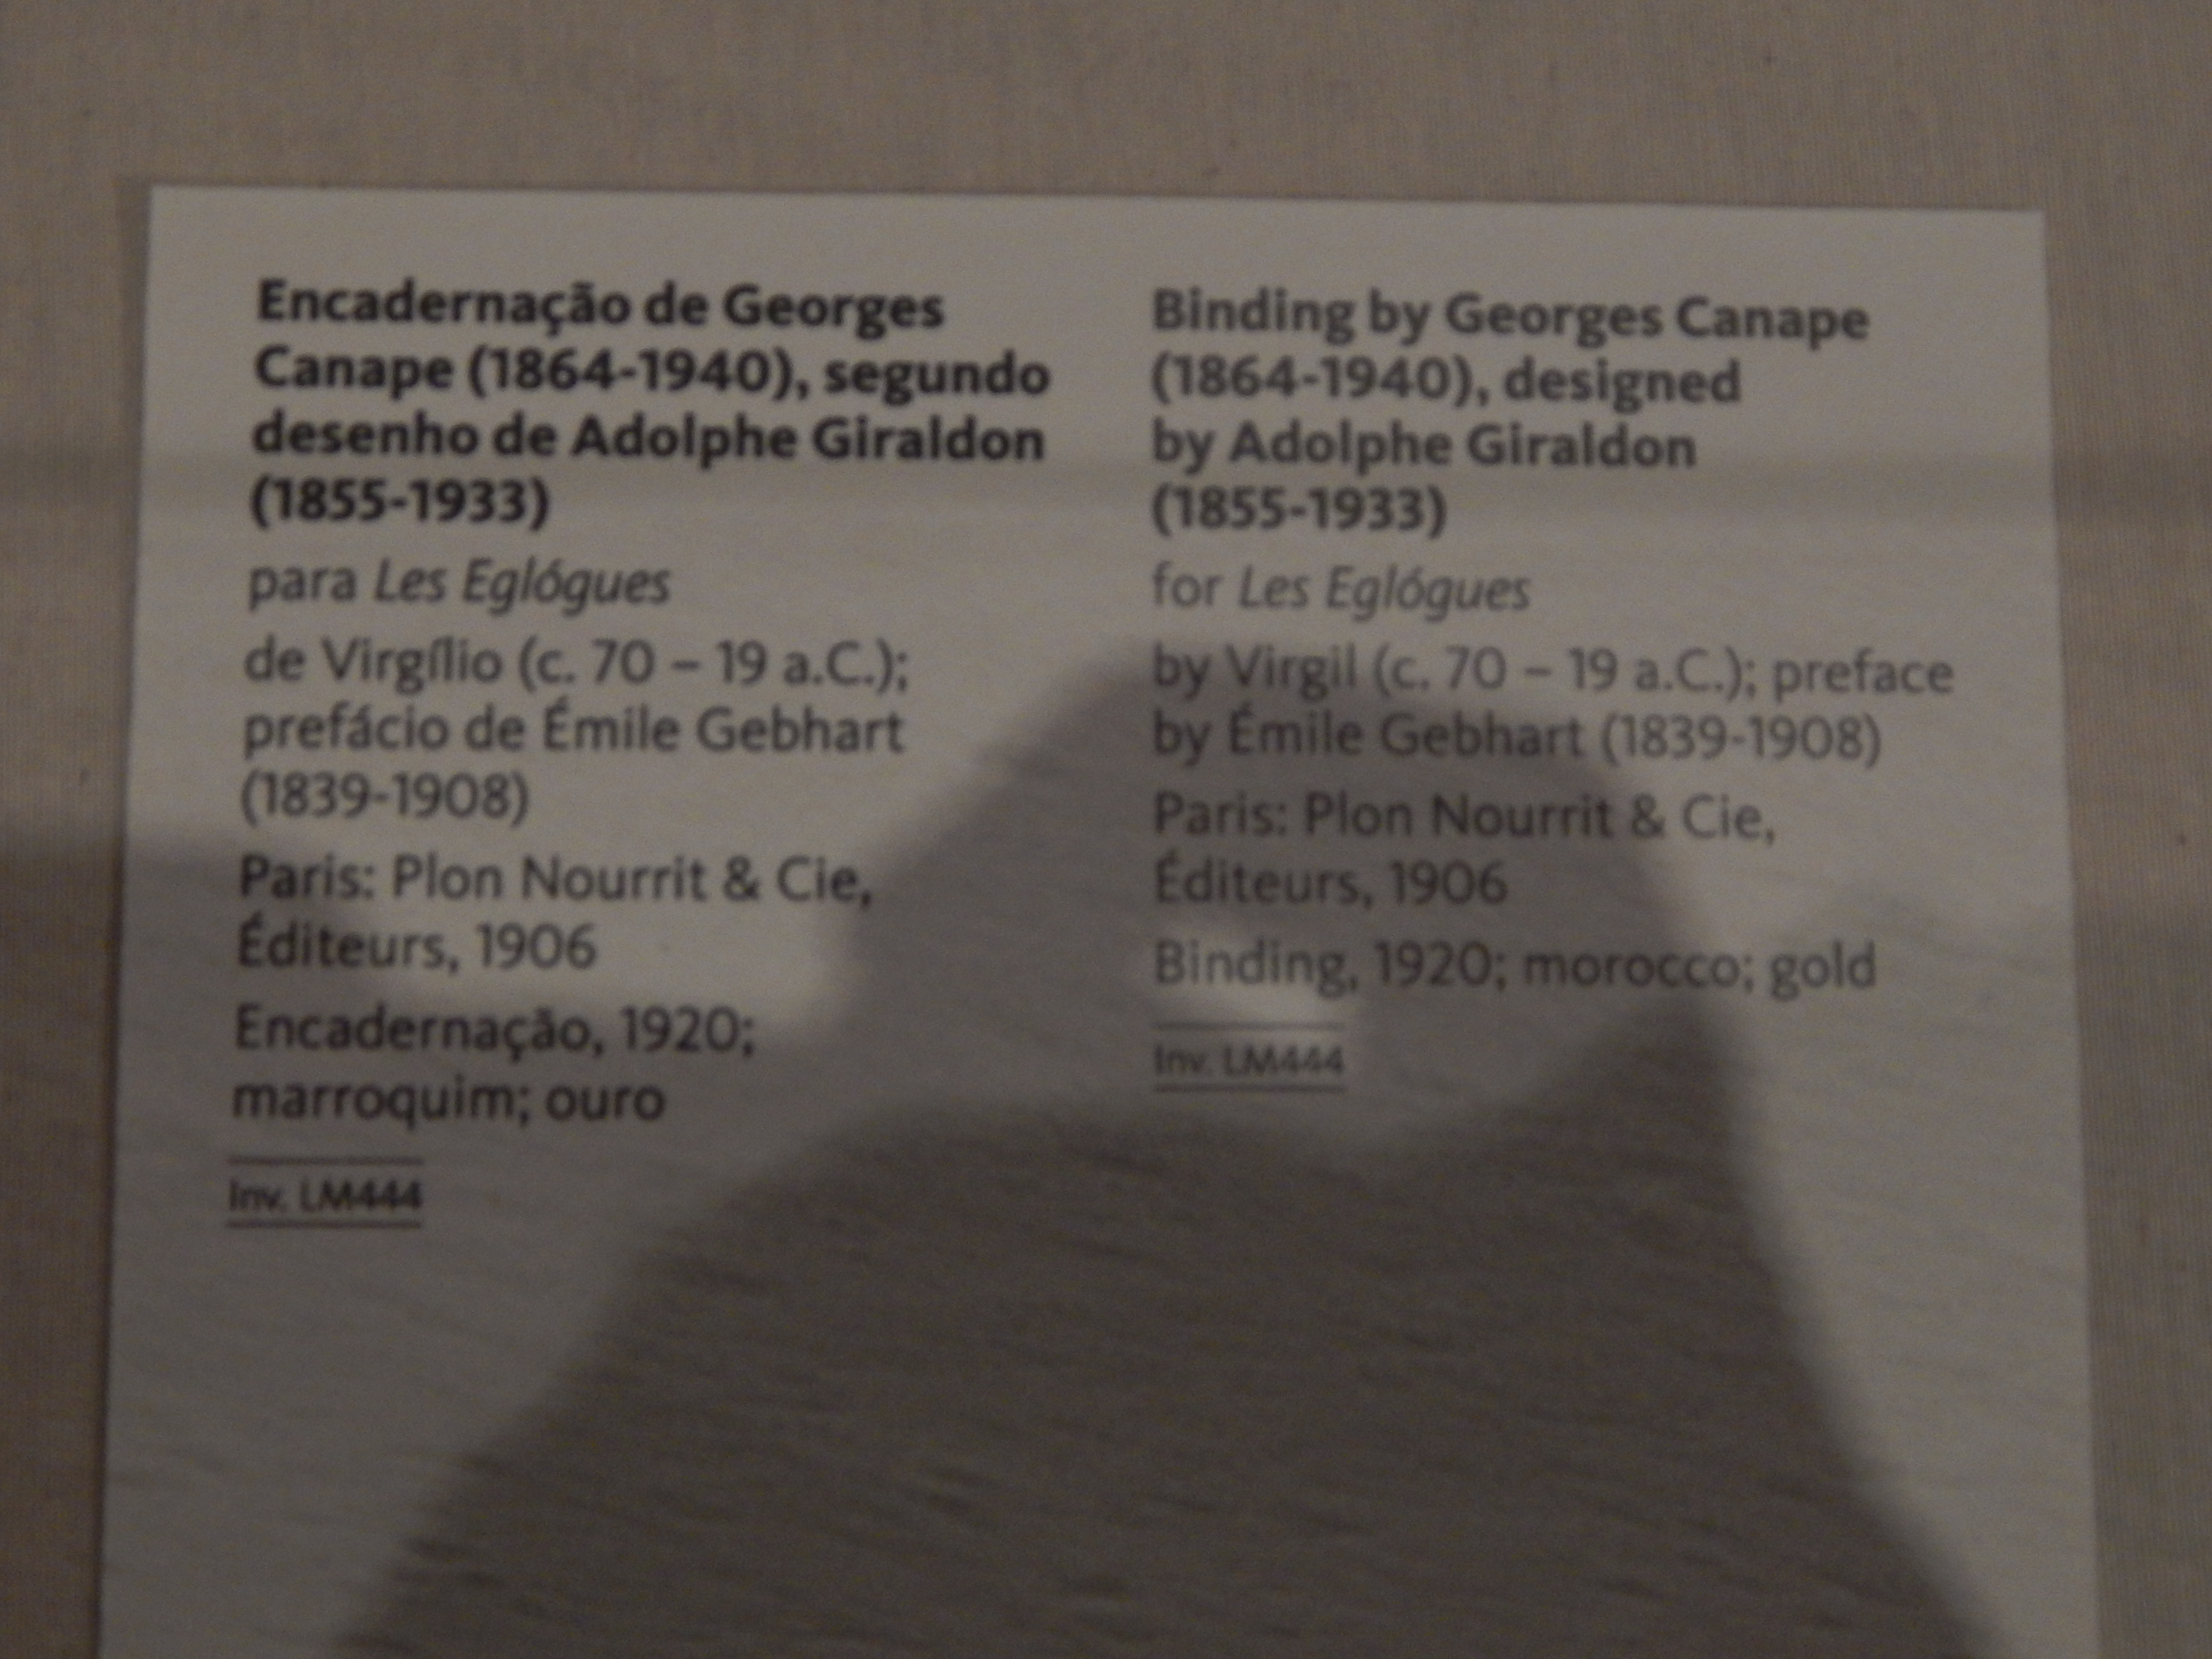 Encadernação de Georges
Canape (1864-1940), segundo
desenho de Adolphe Giraldon
(1855-1933)
para Les Eglógues
de Virgílio (c. 70 – 19 a.C.);
prefácio de Émile Gebhart
(1839-1908)
Paris: Plon Nourrit & Cie,
Éditeurs, 1906
Encadernação, 1920;
marroquim; ouro
Inv. LM444
Binding by Georges Canape
(1864-1940), designed
by Adolphe Giraldon
(1855-1933)
for Les Eglógues
by Virgil (c. 70 – 19 a.C.); preface
by Émile Gebhart (1839-1908)
Paris: Plon Nourrit & Cie,
Éditeurs, 1906
Binding, 1920; morocco; gold
Inv. LM444